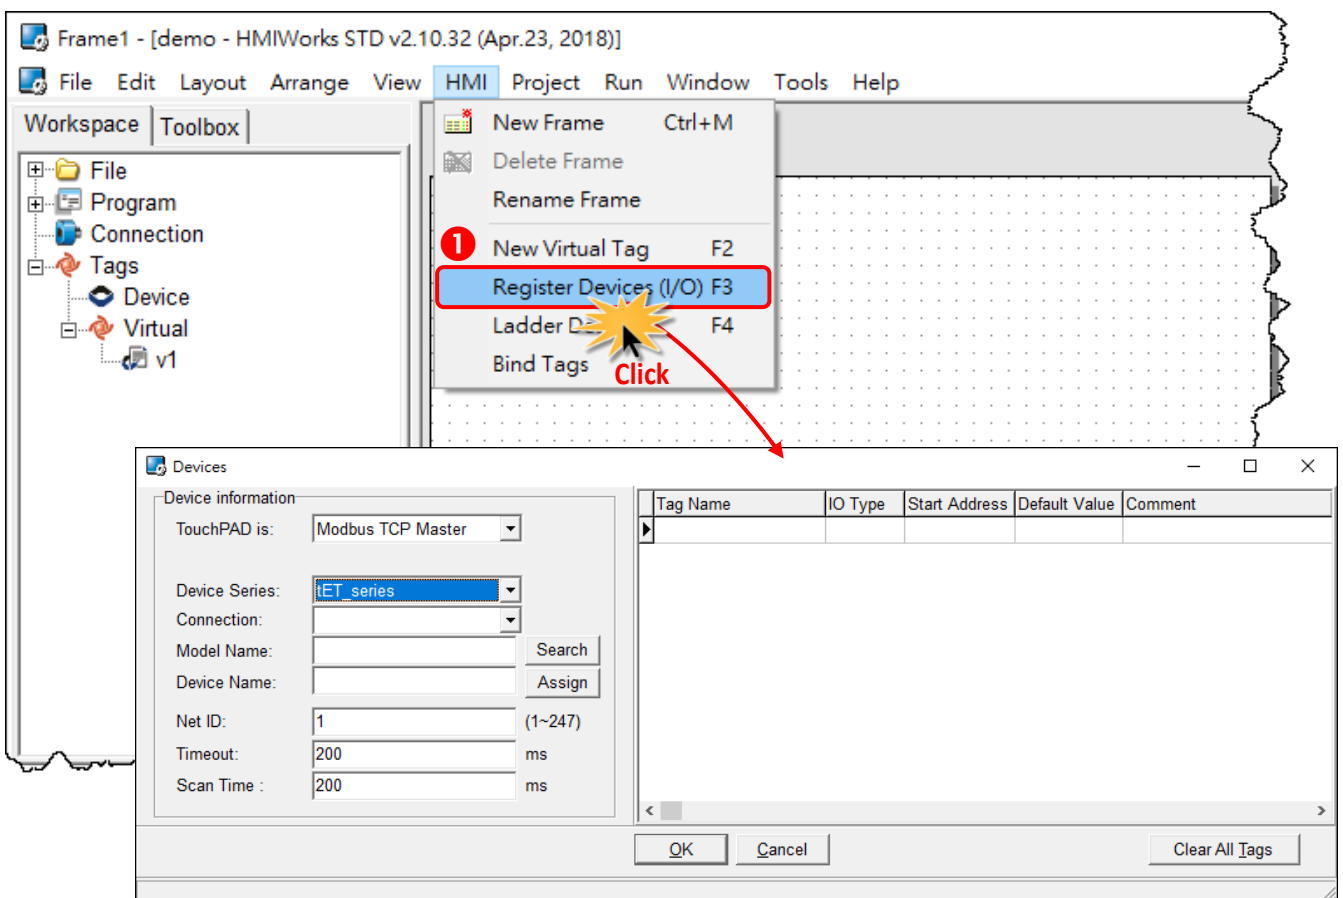 Frame1 - [demo - HMIWorks STD v2.10.32 (Apr.23, 2018)]
File Edit Layout Arrange View HMI Project Run Window Tools Help
Workspace Toolbox
File
Program
Connection
Tags
Device
Virtual
v1
New Frame Ctrl+M
Delete Frame
Rename Frame
1
New Virtual Tag F2
Register Devices (I/O) F3
Ladder F4
Bind Tags
Click
Devices
Device information
TouchPAD is: Modbus TCP Master
Device Series: tET_series
Connection:
Model Name: Search
Device Name: Assign
Net ID: 1 (1~247)
Timeout: 200 ms
Scan Time : 200 ms
Tag Name IO Type Start Address Default Value Comment
OK Cancel Clear All Tags